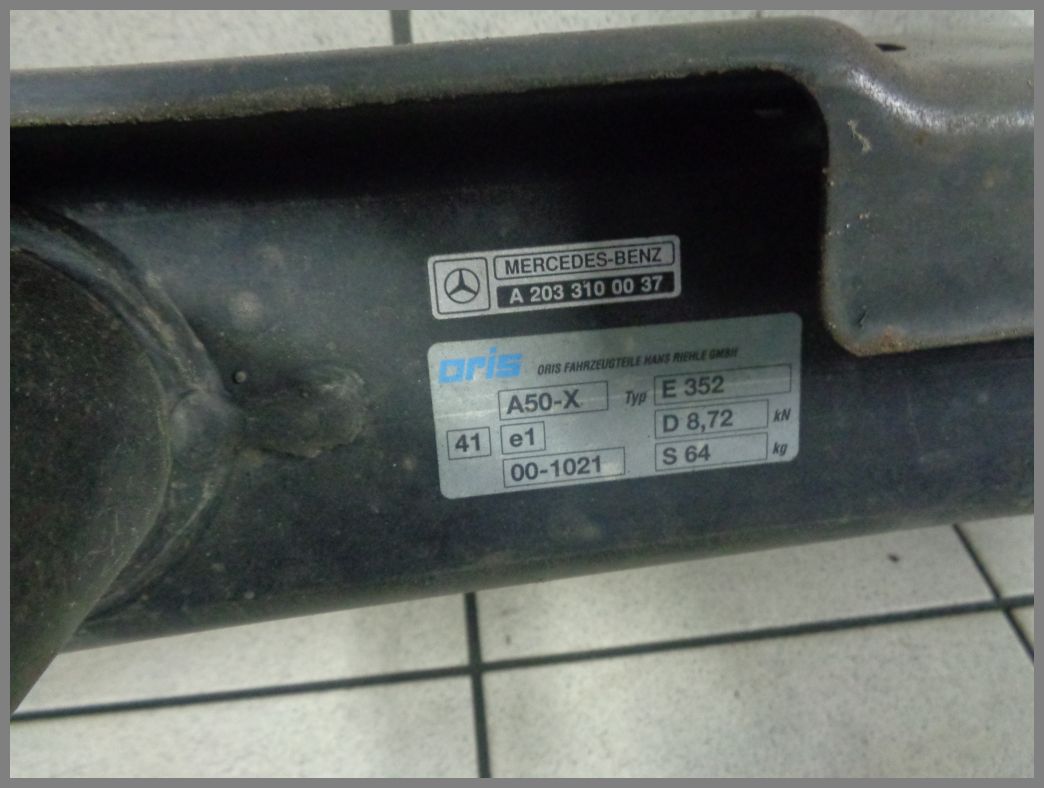 MERCEDES-BENZ
A 203 310 00 37
oris ORIS FAHRZEUGTEILE HANS RIEHLE GMBH
A50-X Typ E 352
41 e1 D 8,72 kN
00-1021 S 64 kg